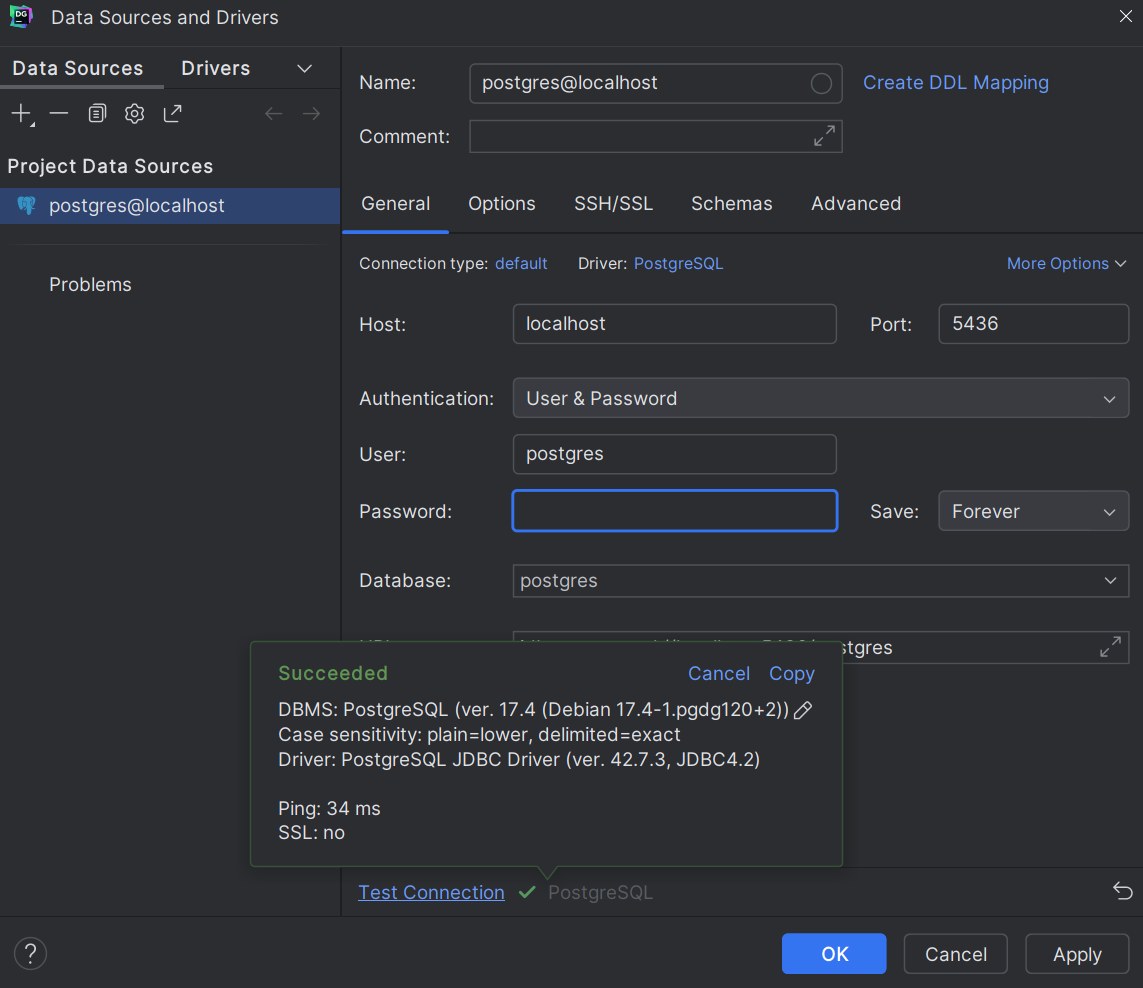 DG
Data Sources and Drivers
Data Sources
Drivers
Project Data Sources
postgres@localhost
Problems
Name:
postgres@localhost
Create DDL Mapping
Comment:
General
Options
SSH/SSL
Schemas
Advanced
Connection type: default
Driver: PostgreSQL
More Options
Host:
localhost
Port:
5436
Authentication:
User & Password
User:
postgres
Password:
Save:
Forever
Database:
postgres
stgres
Succeeded
Cancel
Copy
DBMS: PostgreSQL (ver. 17.4 (Debian 17.4-1.pgdg120+2))
Case sensitivity: plain=lower, delimited=exact
Driver: PostgreSQL JDBC Driver (ver. 42.7.3, JDBC4.2)
Ping: 34 ms
SSL: no
Test Connection
PostgreSQL
?
OK
Cancel
Apply